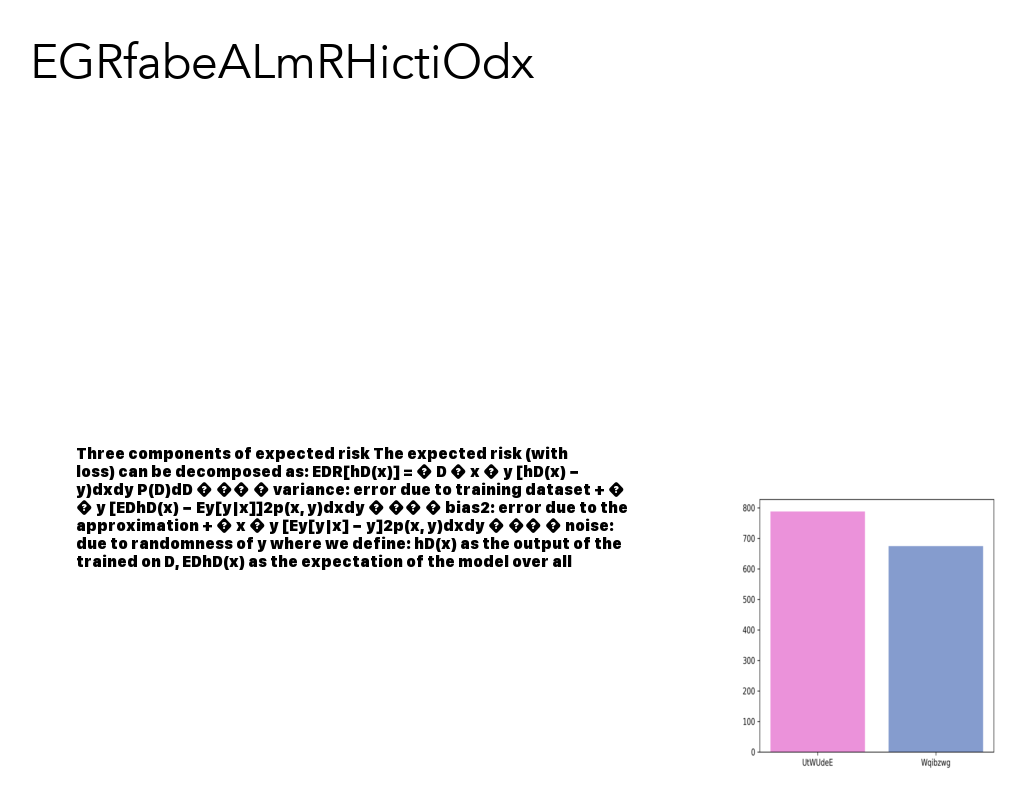 EGRfabeALmRHictiOdx
Three components of expected risk The expected risk (with
loss) can be decomposed as: EDR[hD(x)] = � D � x � y [hD(x) −
y)dxdy P(D)dD � �� � variance: error due to training dataset + �
� y [EDhD(x) − Ey[y|x]]2p(x, y)dxdy � �� � bias2: error due to the
approximation + � x � y [Ey[y|x] − y]2p(x, y)dxdy � �� � noise:
due to randomness of y where we define: hD(x) as the output of the
trained on D, EDhD(x) as the expectation of the model over all
800
700
600
500
400
300
200
100
0
UtWUdeE Wqibzwg